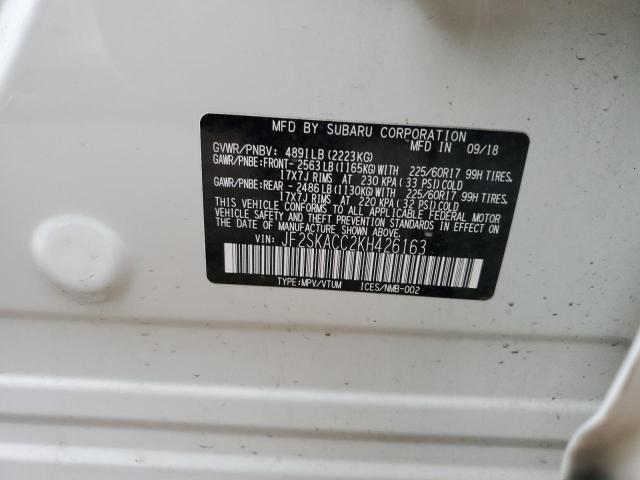 MFD BY SUBARU CORPORATION
GVWR/PNBV: 4891LB (2223KG) MFD IN 09/18
GAWR/PNBE:FRONT- 2563LB (1165KG) WITH 225/60R17 99H TIRES,
17X7J RIMS AT 230 KPA (33 PSI) COLD
GAWR/PNBE:REAR - 2486LB (1130KG) WITH 225/60R17 99H TIRES,
17X7J RIMS AT 220 KPA (32 PSI) COLD
THIS VEHICLE CONFORMS TO ALL APPLICABLE FEDERAL MOTOR
VEHICLE SAFETY AND THEFT PREVENTION STANDARDS IN EFFECT ON
THE DATE OF MANUFACTURE SHOWN ABOVE.
VIN: JF2SKACC2KH426163
TYPE:MPV/VTUM ICES/NMB-002